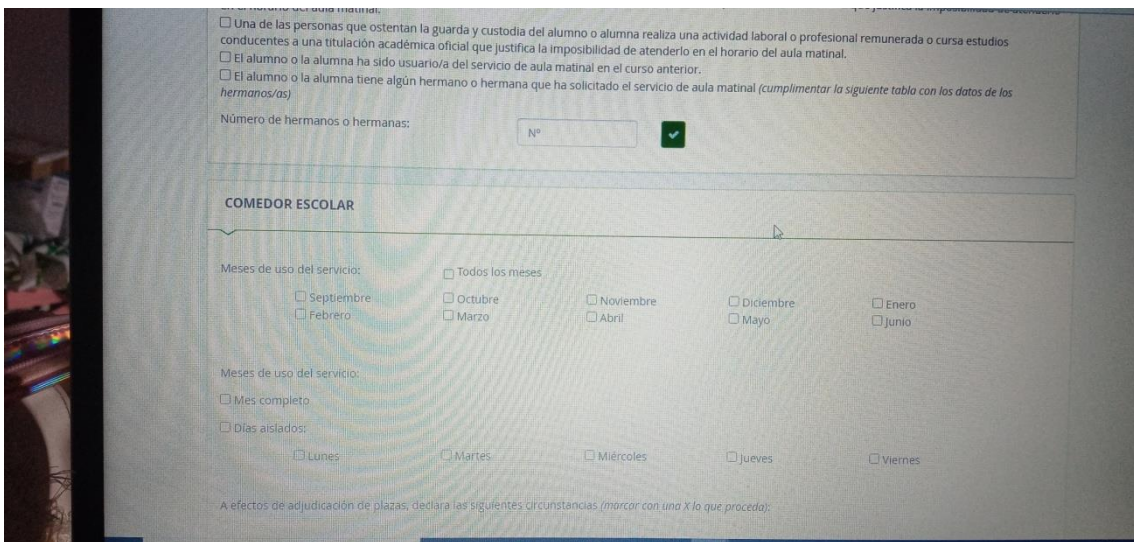 en el horario del aula matinal.
Una de las personas que ostentan la guarda y custodia del alumno o alumna realiza una actividad laboral o profesional remunerada o cursa estudios
conducentes a una titulación académica oficial que justifica la imposibilidad de atenderlo en el horario del aula matinal.
El alumno o la alumna ha sido usuario/a del servicio de aula matinal en el curso anterior.
El alumno o la alumna tiene algún hermano o hermana que ha solicitado el servicio de aula matinal (cumplimentar la siguiente tabla con los datos de los
hermanos/as)
Número de hermanos o hermanas: Nº
COMEDOR ESCOLAR
Meses de uso del servicio: Todos los meses
Septiembre Octubre Noviembre Diciembre Enero
Febrero Marzo Abril Mayo Junio
Meses de uso del servicio:
Mes completo
Días aislados:
Lunes Martes Miércoles Jueves Viernes
A efectos de adjudicación de plazas, declara las siguientes circunstancias (marcar con una X lo que proceda):